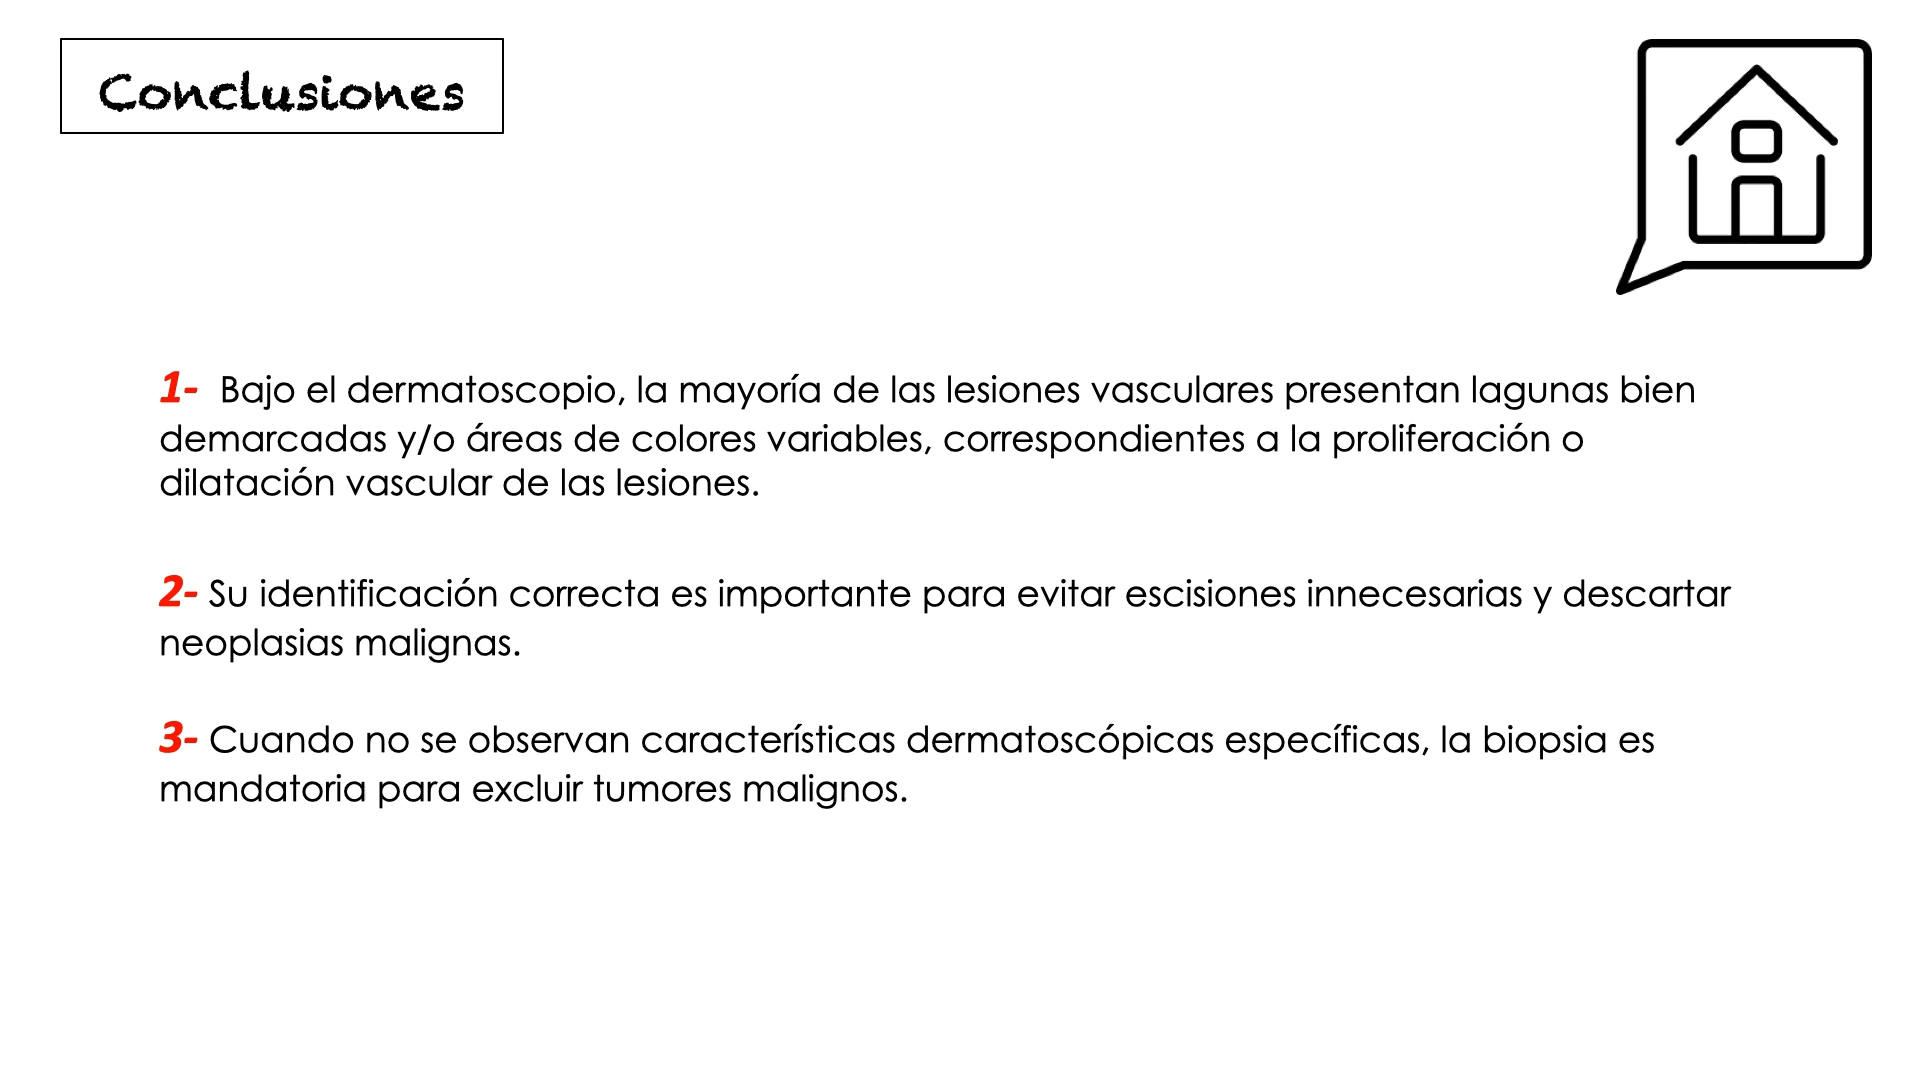 Conclusiones
1- Bajo el dermatoscopio, la mayoría de las lesiones vasculares presentan lagunas bien
demarcadas y/o áreas de colores variables, correspondientes a la proliferación o
dilatación vascular de las lesiones.
2- Su identificación correcta es importante para evitar escisiones innecesarias y descartar
neoplasias malignas.
3- Cuando no se observan características dermatoscópicas específicas, la biopsia es
mandatoria para excluir tumores malignos.